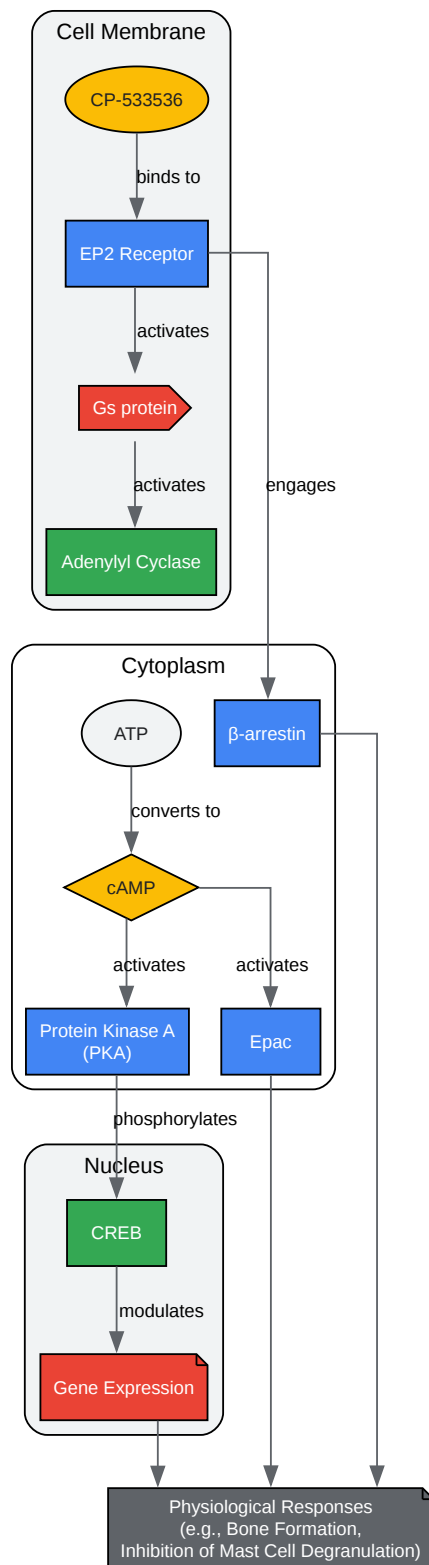 Cell Membrane
CP-533536
binds to
EP2 Receptor
activates
Gs protein
activates
engages
Adenylyl Cyclase
Cytoplasm
ATP
β-arrestin
converts to
cAMP
activates
activates
Protein Kinase A
(PKA)
Epac
phosphorylates
Nucleus
CREB
modulates
Gene Expression
Physiological Responses
(e.g., Bone Formation,
Inhibition of Mast Cell Degranulation)